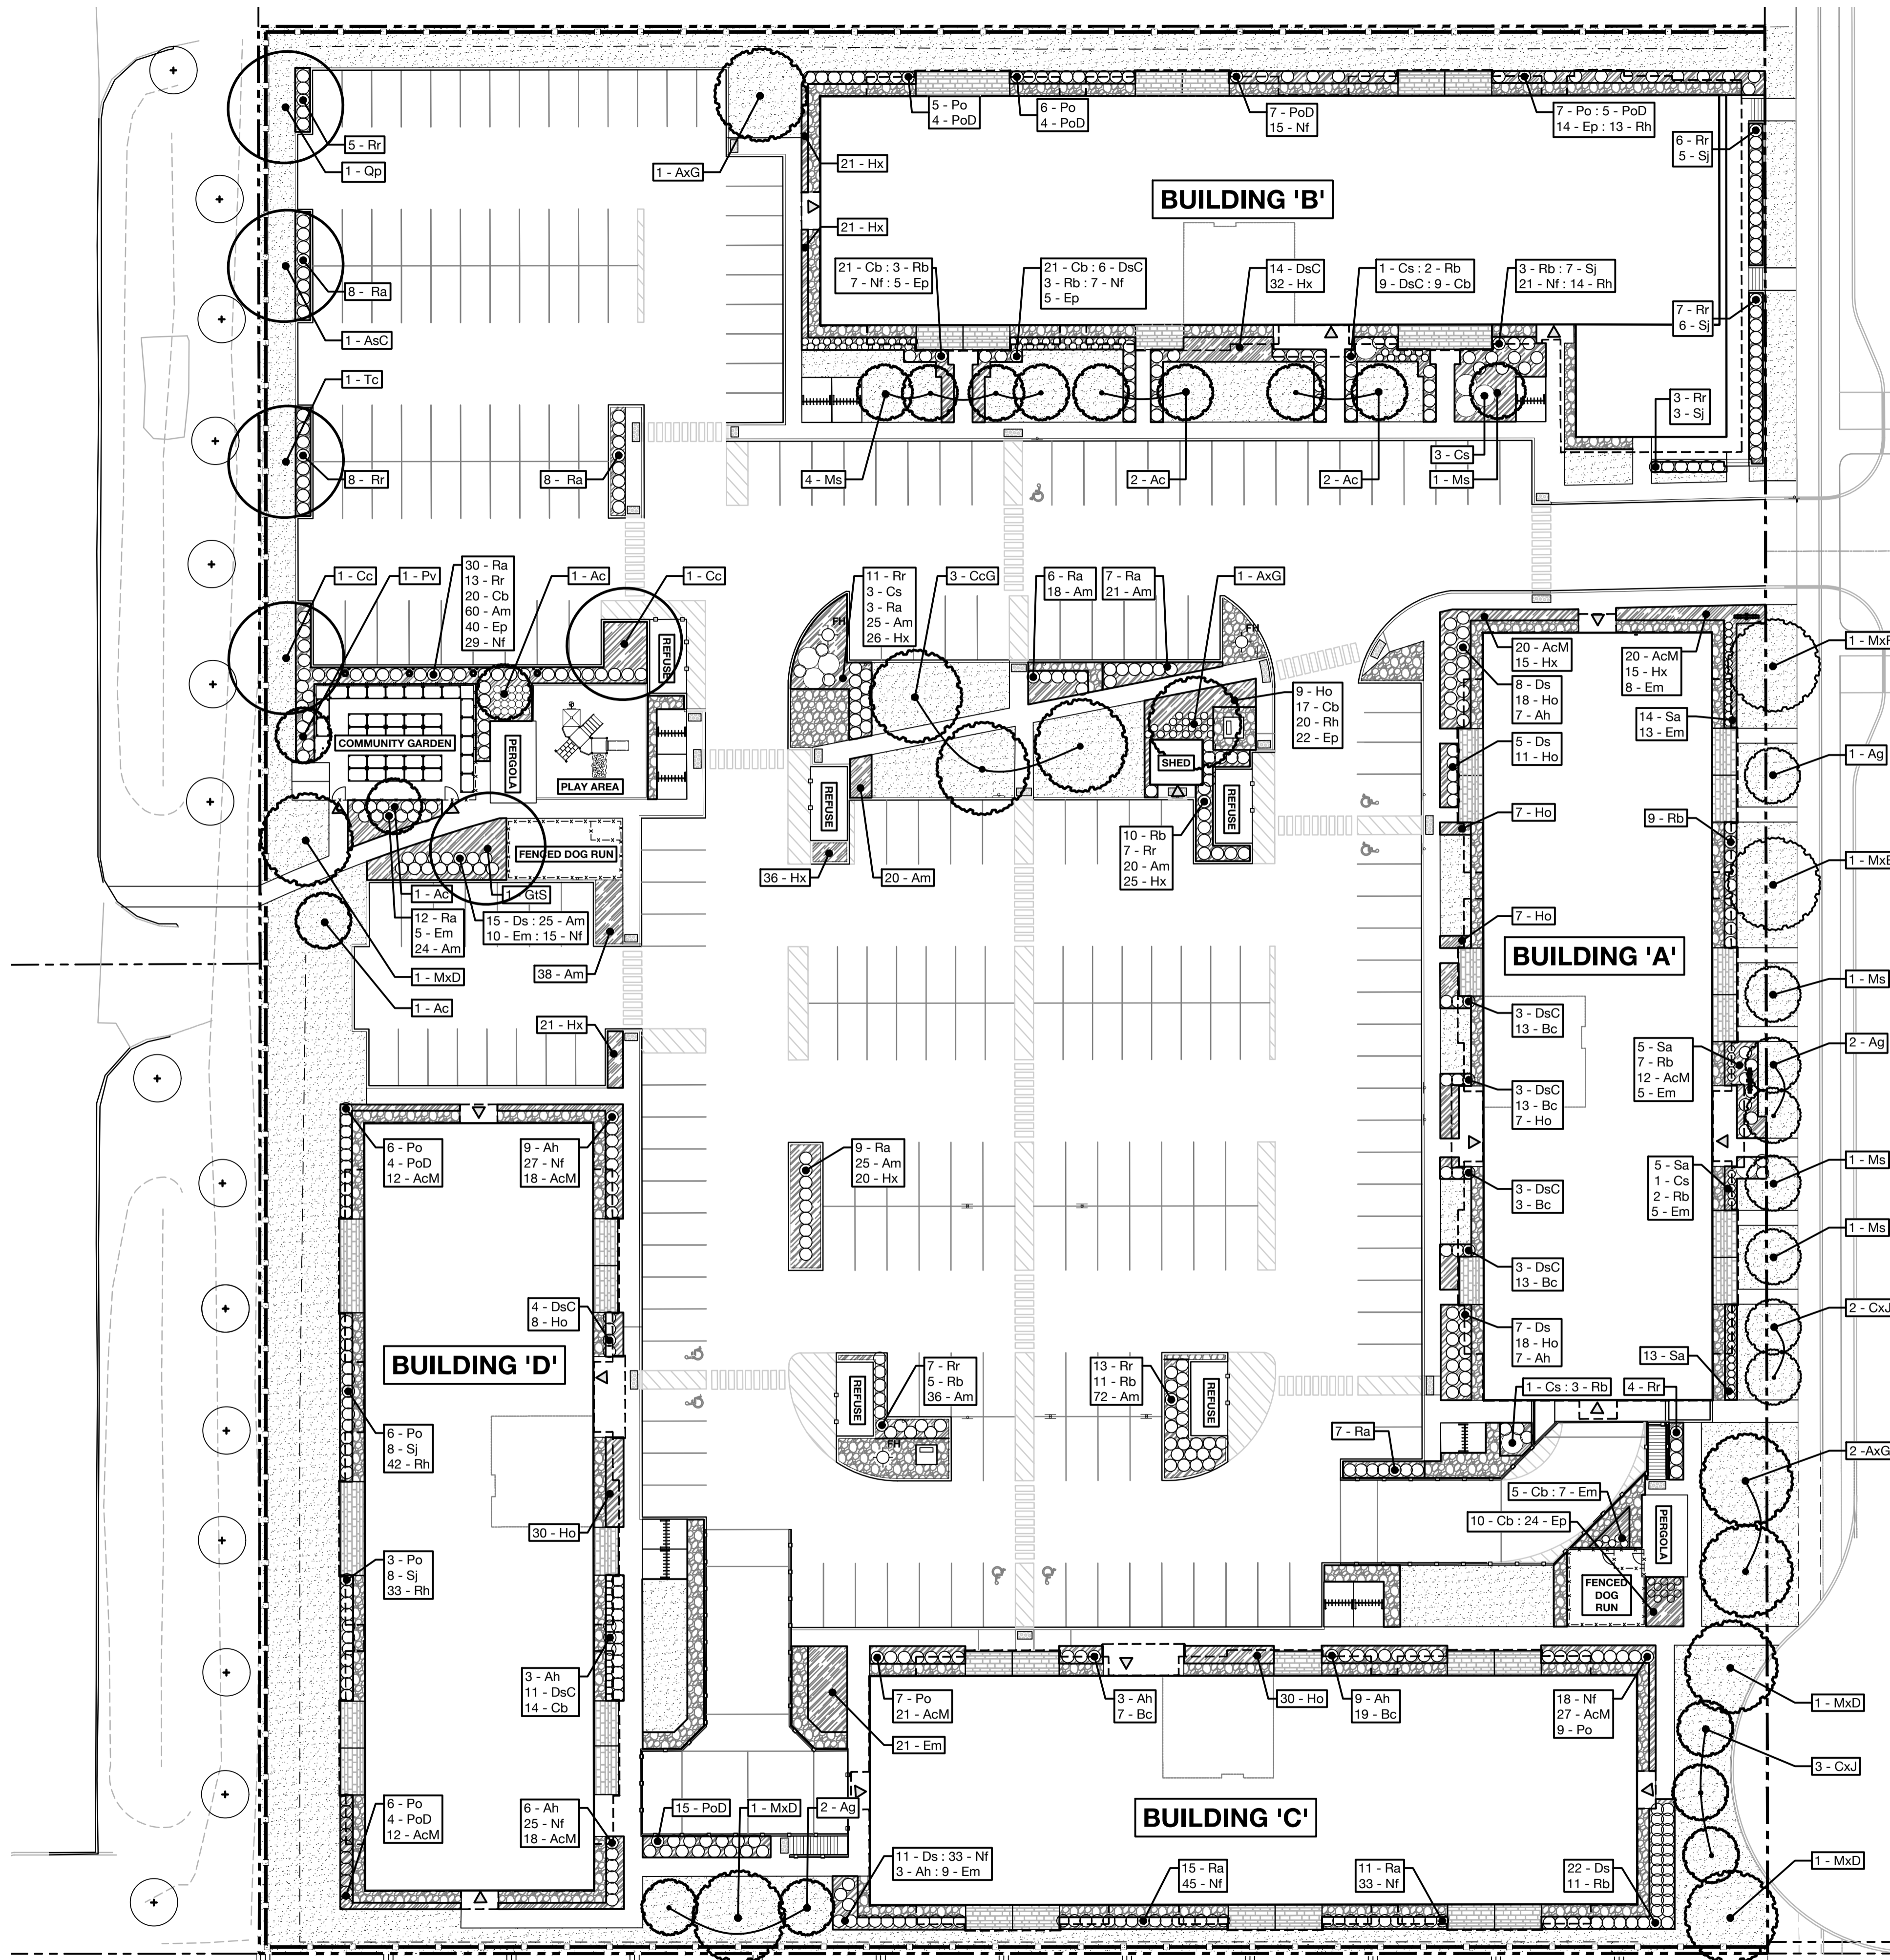 5 - Po
4 - PoD
6 - Po
4 - PoD
7 - PoD
15 - Nf
7 - Po : 5 - PoD
14 - Ep : 13 - Rh
5 - Rr
1 - Qp
1 - AxG
21 - Hx
6 - Rr
5 - Sj
BUILDING 'B'
21 - Hx
21 - Cb : 3 - Rb
7 - Nf : 5 - Ep
21 - Cb : 6 - DsC
3 - Rb : 7 - Nf
5 - Ep
14 - DsC
32 - Hx
1 - Cs : 2 - Rb
9 - DsC : 9 - Cb
3 - Rb : 7 - Sj
21 - Nf : 14 - Rh
8 - Ra
7 - Rr
6 - Sj
1 - AsC
1 - Tc
3 - Rr
3 - Sj
8 - Rr
8 - Ra
4 - Ms
2 - Ac
2 - Ac
3 - Cs
1 - Ms
1 - Cc
1 - Pv
30 - Ra
13 - Rr
20 - Cb
60 - Am
40 - Ep
29 - Nf
1 - Ac
1 - Cc
11 - Rr
3 - Cs
3 - Ra
25 - Am
26 - Hx
3 - CcG
6 - Ra
18 - Am
7 - Ra
21 - Am
1 - AxG
FH
FH
REFUSE
20 - AcM
15 - Hx
20 - AcM
15 - Hx
8 - Em
8 - Ds
18 - Ho
7 - Ah
9 - Ho
17 - Cb
20 - Rh
22 - Ep
14 - Sa
13 - Em
COMMUNITY GARDEN
PERGOLA
PLAY AREA
SHED
5 - Ds
11 - Ho
1 - Ag
REFUSE
REFUSE
7 - Ho
9 - Rb
10 - Rb
7 - Rr
20 - Am
25 - Hx
FENCED DOG RUN
36 - Hx
20 - Am
1 - Ac
12 - Ra
5 - Em
24 - Am
15 - Ds : 25 - Am
10 - Em : 15 - Nf
7 - Ho
BUILDING 'A'
38 - Am
1 - MxD
1 - Ac
1 - Ms
21 - Hx
3 - DsC
13 - Bc
5 - Sa
7 - Rb
12 - AcM
5 - Em
2 - Ag
3 - DsC
13 - Bc
7 - Ho
6 - Po
4 - PoD
12 - AcM
9 - Ah
27 - Nf
18 - AcM
9 - Ra
25 - Am
20 - Hx
3 - DsC
3 - Bc
5 - Sa
1 - Cs
2 - Rb
5 - Em
1 - Ms
1 - Ms
3 - DsC
13 - Bc
4 - DsC
8 - Ho
2 - CxJ
7 - Ds
18 - Ho
7 - Ah
BUILDING 'D'
REFUSE
7 - Rr
5 - Rb
36 - Am
13 - Rr
11 - Rb
72 - Am
REFUSE
13 - Sa
1 - Cs : 3 - Rb
4 - Rr
6 - Po
8 - Sj
42 - Rh
FH
7 - Ra
2 -AxG
5 - Cb : 7 - Em
10 - Cb : 24 - Ep
PERGOLA
30 - Ho
3 - Po
8 - Sj
33 - Rh
FENCED
DOG
RUN
3 - Ah
11 - DsC
14 - Cb
7 - Po
21 - AcM
3 - Ah
7 - Bc
30 - Ho
9 - Ah
19 - Bc
18 - Nf
27 - AcM
9 - Po
1 - MxD
21 - Em
3 - CxJ
6 - Po
4 - PoD
12 - AcM
6 - Ah
25 - Nf
18 - AcM
15 - PoD
1 - MxD
2 - Ag
BUILDING 'C'
11 - Ds : 33 - Nf
3 - Ah : 9 - Em
15 - Ra
45 - Nf
11 - Ra
33 - Nf
22 - Ds
11 - Rb
1 - MxD